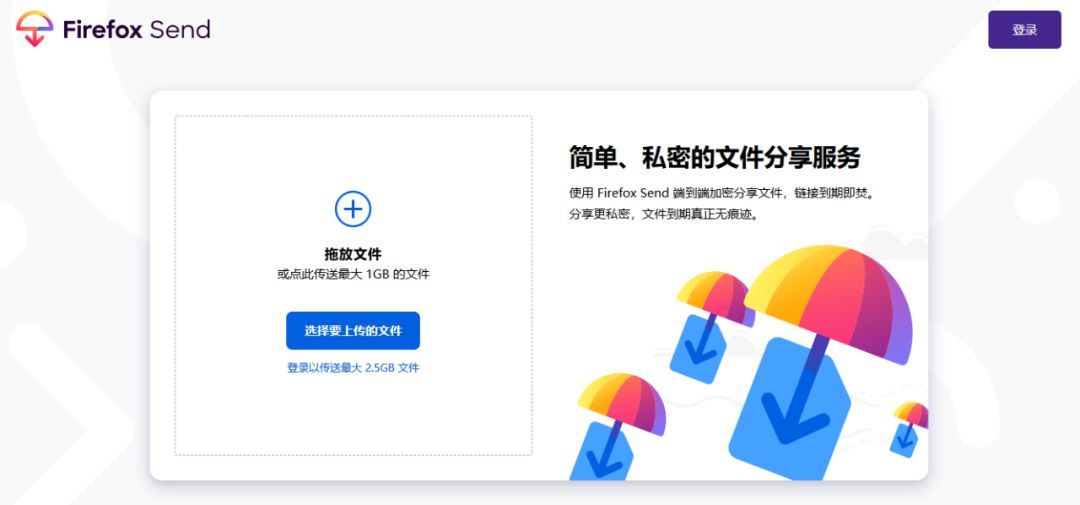 Firefox Send
登录
拖放文件
或点此传送最大 1GB 的文件
选择要上传的文件
登录以传送最大 2.5GB 文件
简单、私密的文件分享服务
使用 Firefox Send 端到端加密分享文件，链接到期即焚。
分享更私密，文件到期真正无痕迹。